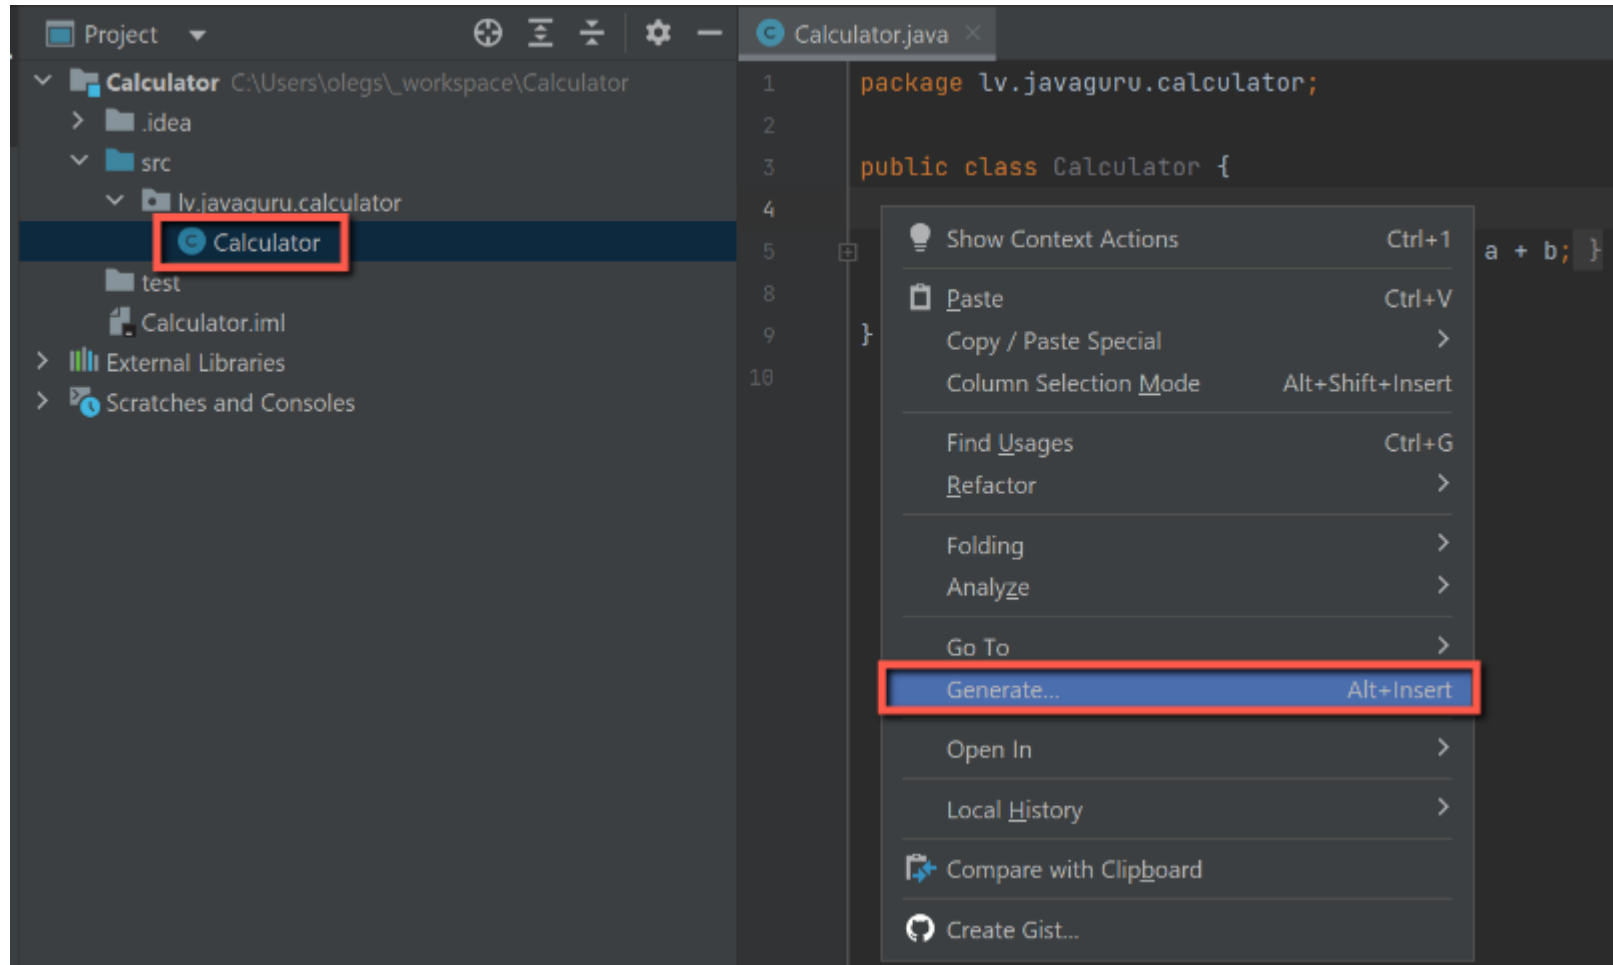 Project
Calculator C:\Users\olegs\_workspace\Calculator
.idea
src
lv.javaguru.calculator
Calculator
test
Calculator.iml
External Libraries
Scratches and Consoles
Calculator.java
1 package lv.javaguru.calculator;
2
3 public class Calculator {
4
5 a + b; }
8
9 }
10
Show Context Actions Ctrl+1
Paste Ctrl+V
Copy / Paste Special
Column Selection Mode Alt+Shift+Insert
Find Usages Ctrl+G
Refactor
Folding
Analyze
Go To
Generate... Alt+Insert
Open In
Local History
Compare with Clipboard
Create Gist...